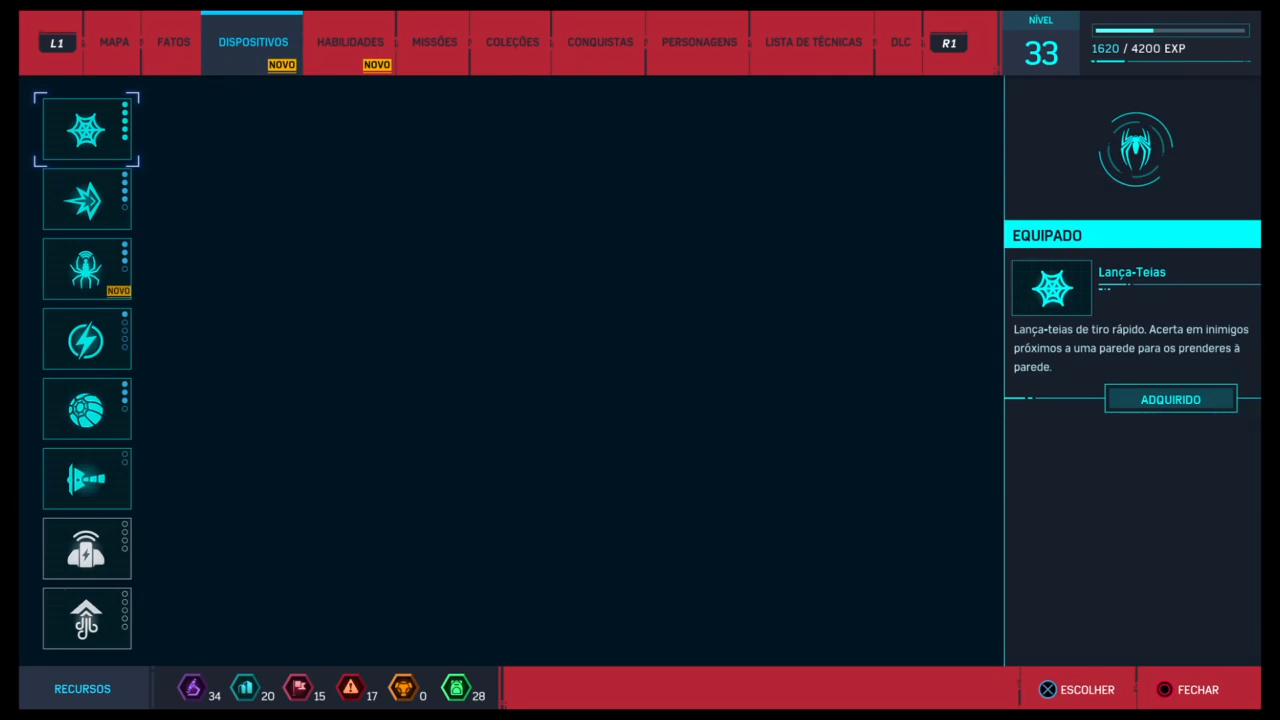 L1
MAPA
FATOS
DISPOSITIVOS
NOVO
HABILIDADES
NOVO
MISSÕES
COLEÇÕES
CONQUISTAS
PERSONAGENS
LISTA DE TÉCNICAS
DLC
R1
NÍVEL
33
1620 / 4200 EXP
NOVO
EQUIPADO
Lança-Teias
Lança-teias de tiro rápido. Acerta em inimigos
próximos a uma parede para os prenderes à
parede.
ADQUIRIDO
RECURSOS
34
20
15
17
0
28
ESCOLHER
FECHAR